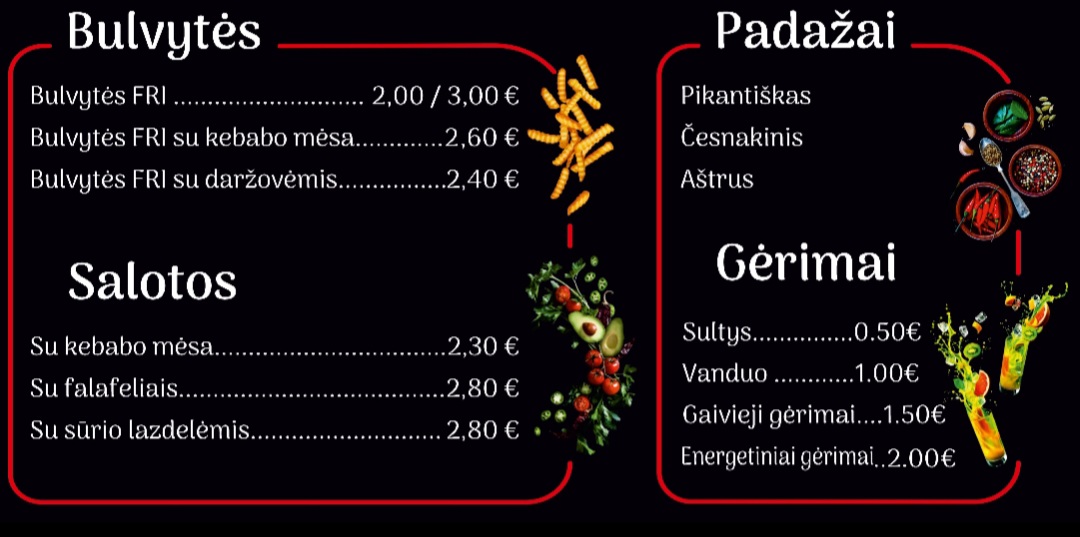 Bulvytės
Bulvytės FRI ............................ 2,00 / 3,00 €
Bulvytės FRI su kebabo mėsa.............2,60 €
Bulvytės FRI su daržovėmis................2,40 €
Salotos
Su kebabo mėsa..................................2,30 €
Su falafeliais.......................................2,80 €
Su sūrio lazdelėmis............................ 2,80 €
Padažai
Pikantiškas
Česnakinis
Aštrus
Gėrimai
Sultys...............0.50€
Vanduo ............1.00€
Gaivieji gėrimai....1.50€
Energetiniai gėrimai..2.00€